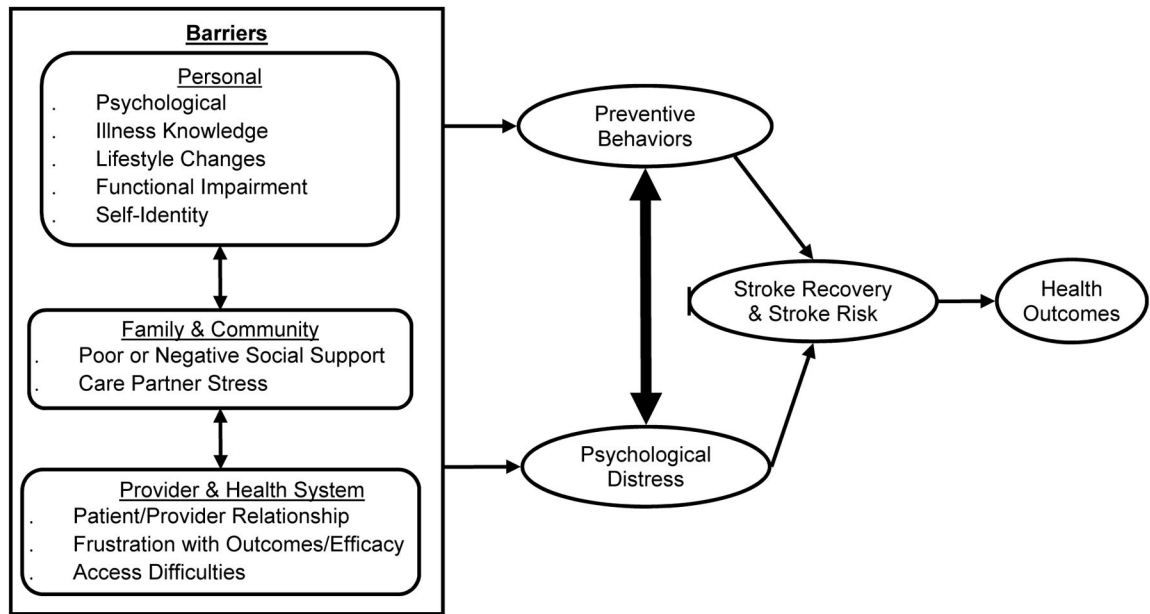 Barriers
Personal
. Psychological
. Illness Knowledge
. Lifestyle Changes
. Functional Impairment
. Self-Identity
Family & Community
. Poor or Negative Social Support
. Care Partner Stress
Provider & Health System
. Patient/Provider Relationship
. Frustration with Outcomes/Efficacy
. Access Difficulties
Preventive
Behaviors
Psychological
Distress
Stroke Recovery
& Stroke Risk
Health
Outcomes